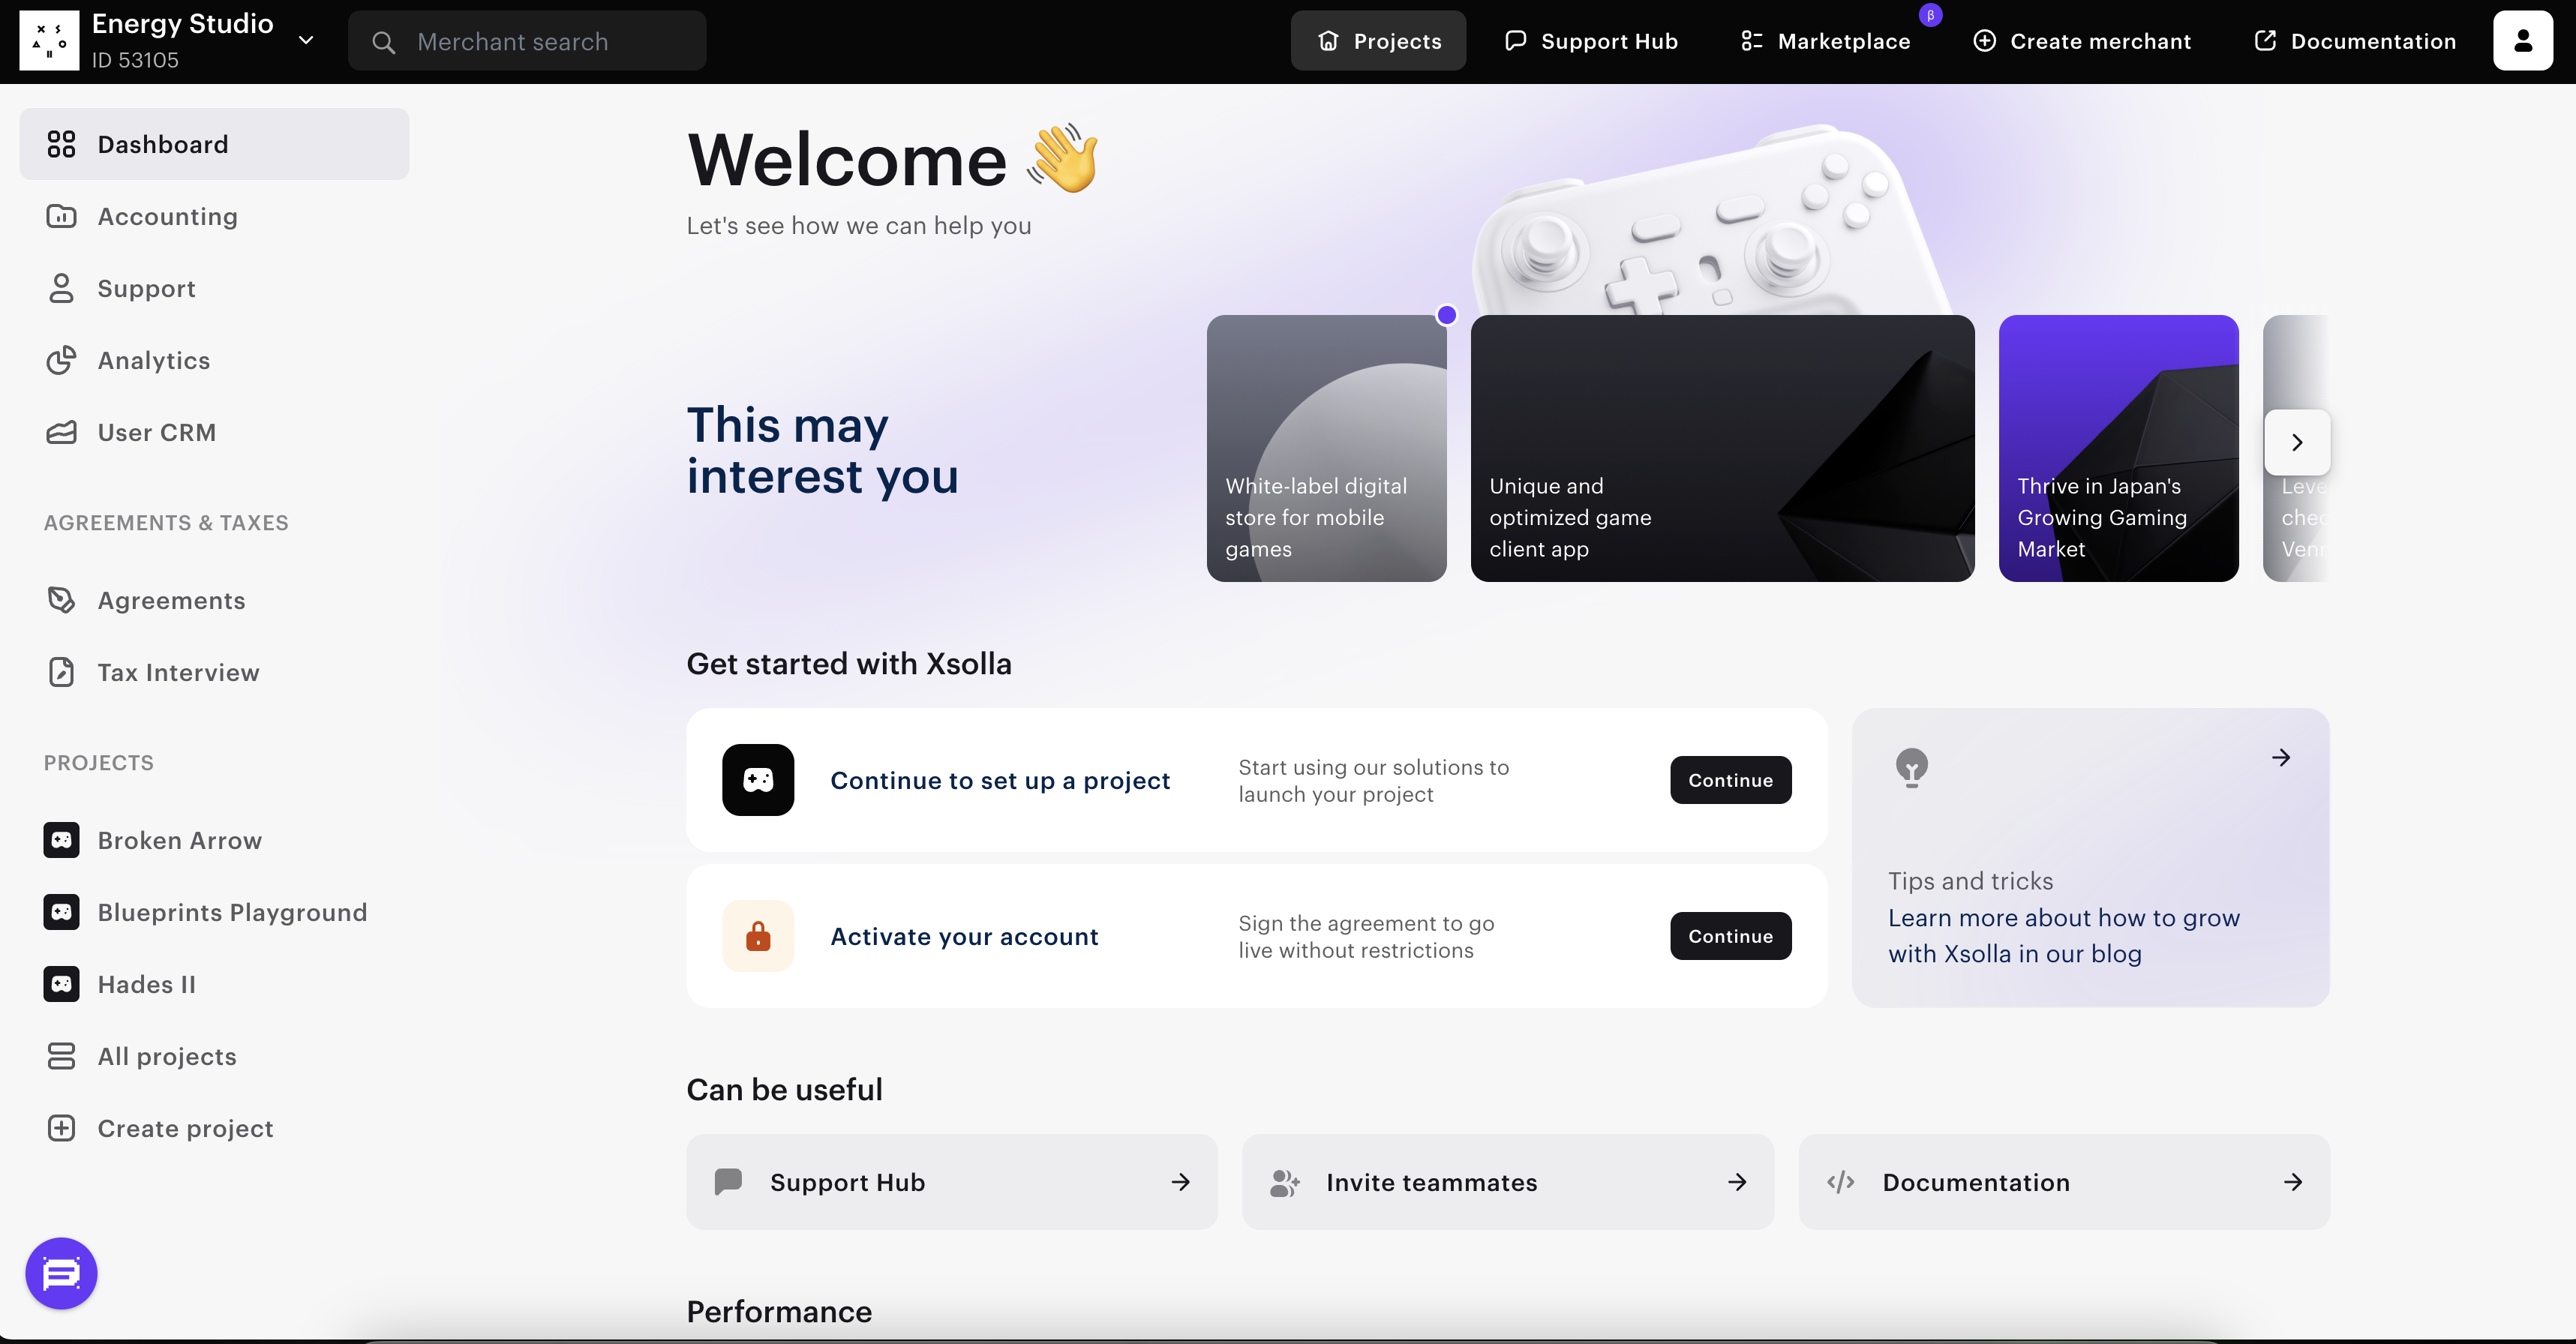 Energy Studio
ID 53105
Merchant search
Projects
Support Hub
Marketplace
β
Create merchant
Documentation
Dashboard
Accounting
Support
Analytics
User CRM
AGREEMENTS & TAXES
Agreements
Tax Interview
PROJECTS
Broken Arrow
Blueprints Playground
Hades II
All projects
Create project
Welcome 👋
Let's see how we can help you
This may
interest you
White-label digital
store for mobile
games
Unique and
optimized game
client app
Thrive in Japan's
Growing Gaming
Market
Get started with Xsolla
Continue to set up a project
Start using our solutions to
launch your project
Continue
Activate your account
Sign the agreement to go
live without restrictions
Continue
Tips and tricks
Learn more about how to grow
with Xsolla in our blog
Can be useful
Support Hub
Invite teammates
Documentation
Performance